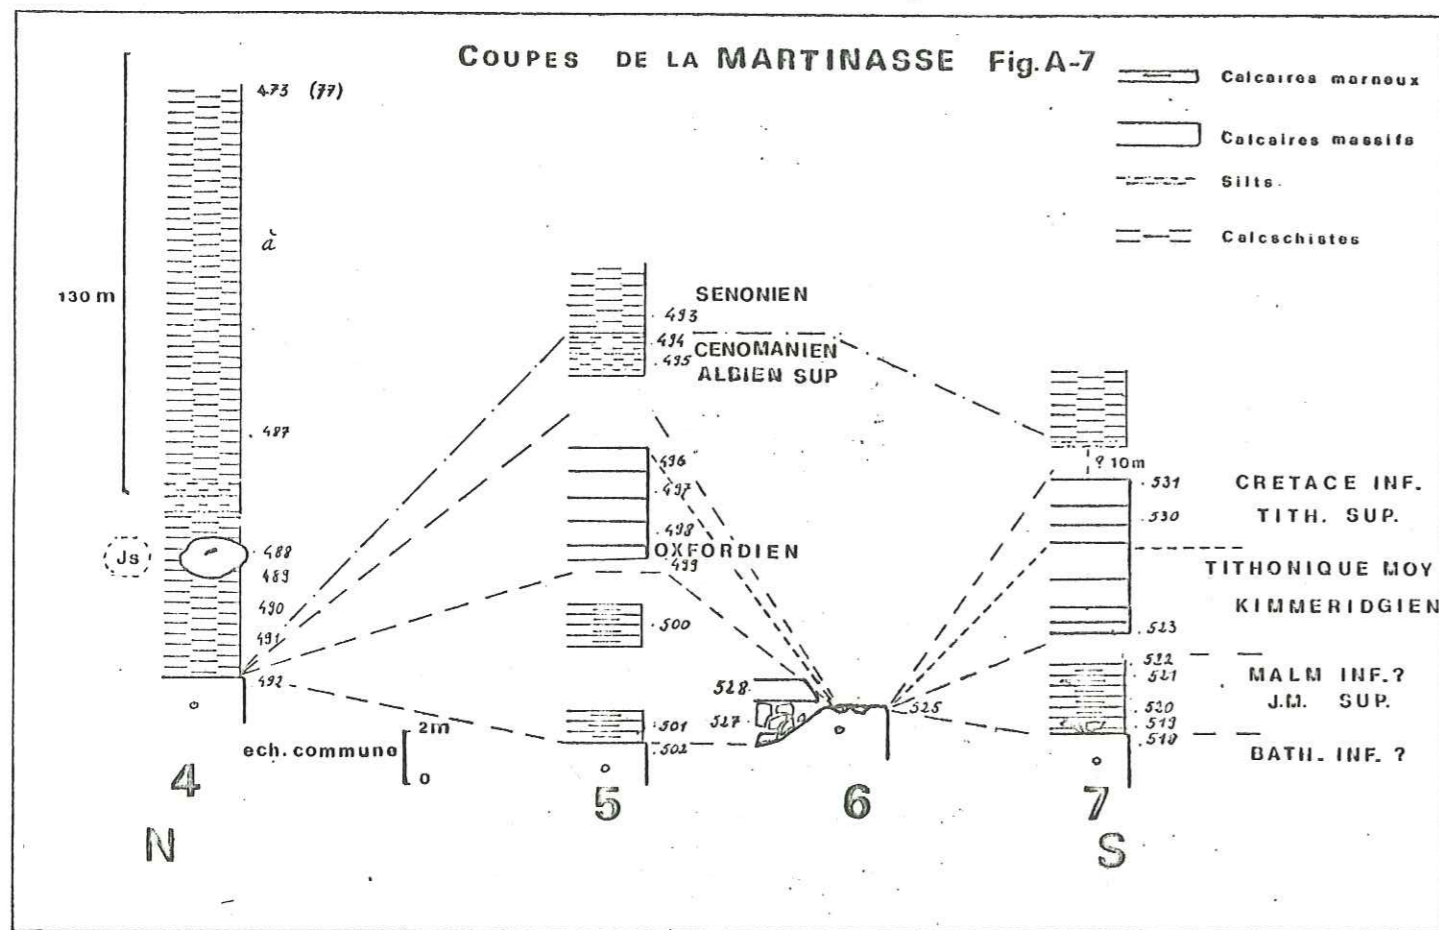 COUPES DE LA MARTINASSE Fig. A-7
Calcaires marneux
Calcaires massifs
Silts
Calcschistes
473 (77)
à
130 m
487
Js
488
489
490
491
492
ech. commune
2m
0
4
N
SENONIEN
493
494
CENOMANIEN
495
ALBIEN SUP
496
497
498
OXFORDIEN
499
500
501
502
5
528
527
525
6
? 10m
531
CRETACE INF.
530
TITH. SUP.
TITHONIQUE MOY
KIMMERIDGIEN
523
522
521
MALM INF.?
520
J.M. SUP.
519
518
BATH. INF. ?
7
S